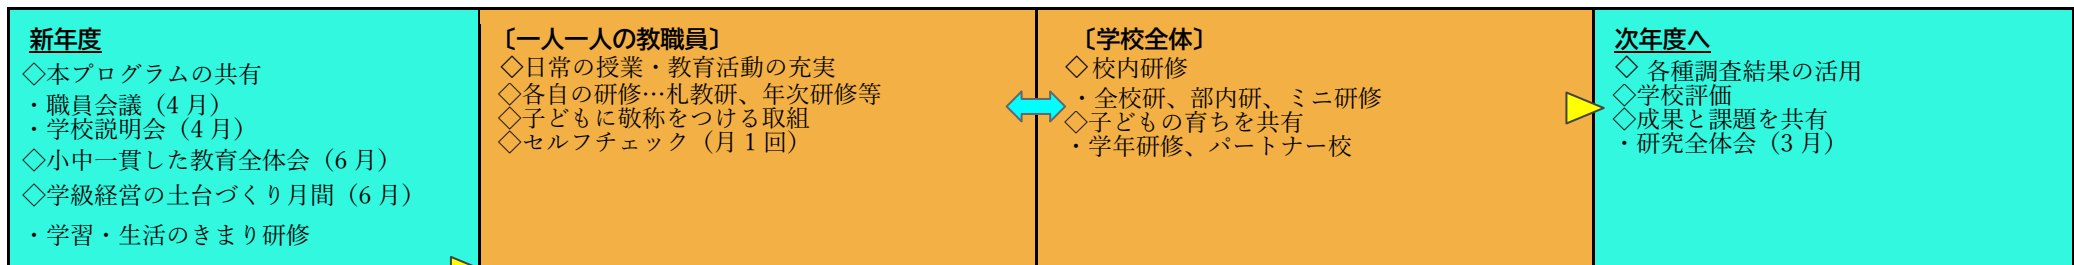 新年度
◇本プログラムの共有
・職員会議（4 月）
・学校説明会（4 月）
◇小中一貫した教育全体会（6 月）
◇学級経営の土台づくり月間（6 月）
・学習・生活のきまり研修
〔一人一人の教職員〕
◇日常の授業・教育活動の充実
◇各自の研修…札教研、年次研修等
◇子どもに敬称をつける取組
◇セルフチェック（月 1 回）
〔学校全体〕
◇校内研修
・全校研、部内研、ミニ研修
◇子どもの育ちを共有
・学年研修、パートナー校
次年度へ
◇ 各種調査結果の活用
◇学校評価
◇成果と課題を共有
・研究全体会（3 月）